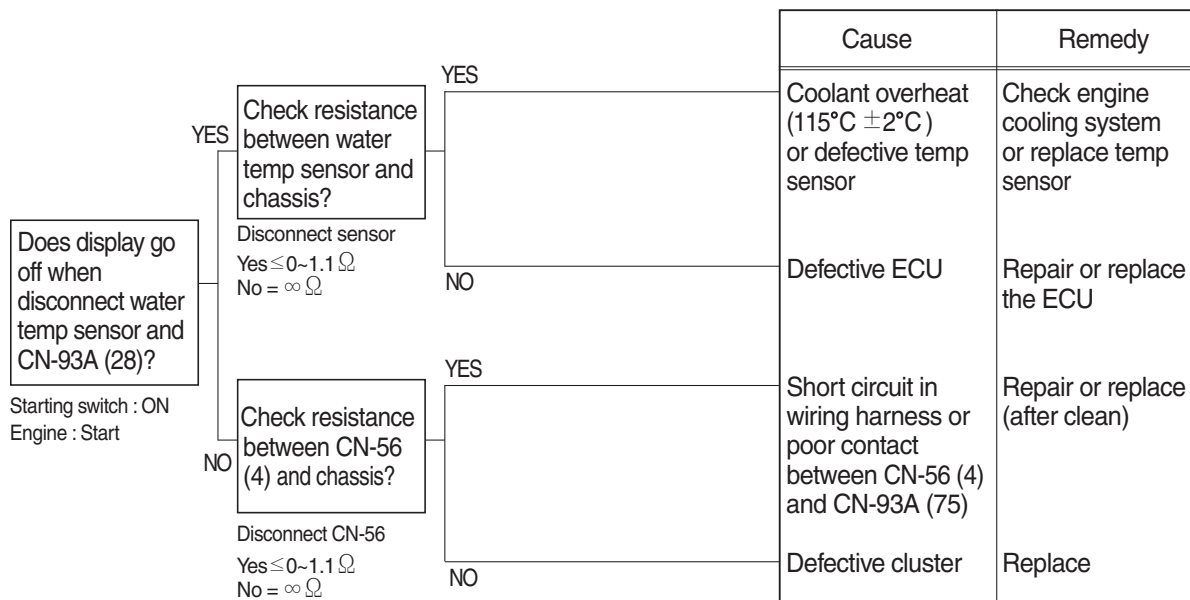 Does display go
off when
disconnect water
temp sensor and
CN-93A (28)?
Starting switch : ON
Engine : Start
YES
Check resistance
between water
temp sensor and
chassis?
Disconnect sensor
Yes≤0~1.1Ω
No = ∞Ω
NO
Check resistance
between CN-56
(4) and chassis?
Disconnect CN-56
Yes≤0~1.1Ω
No = ∞Ω
Cause
Remedy
YES
Coolant overheat
(115°C ±2°C )
or defective temp
sensor
Check engine
cooling system
or replace temp
sensor
NO
Defective ECU
Repair or replace
the ECU
YES
Short circuit in
wiring harness or
poor contact
between CN-56 (4)
and CN-93A (75)
Repair or replace
(after clean)
NO
Defective cluster
Replace